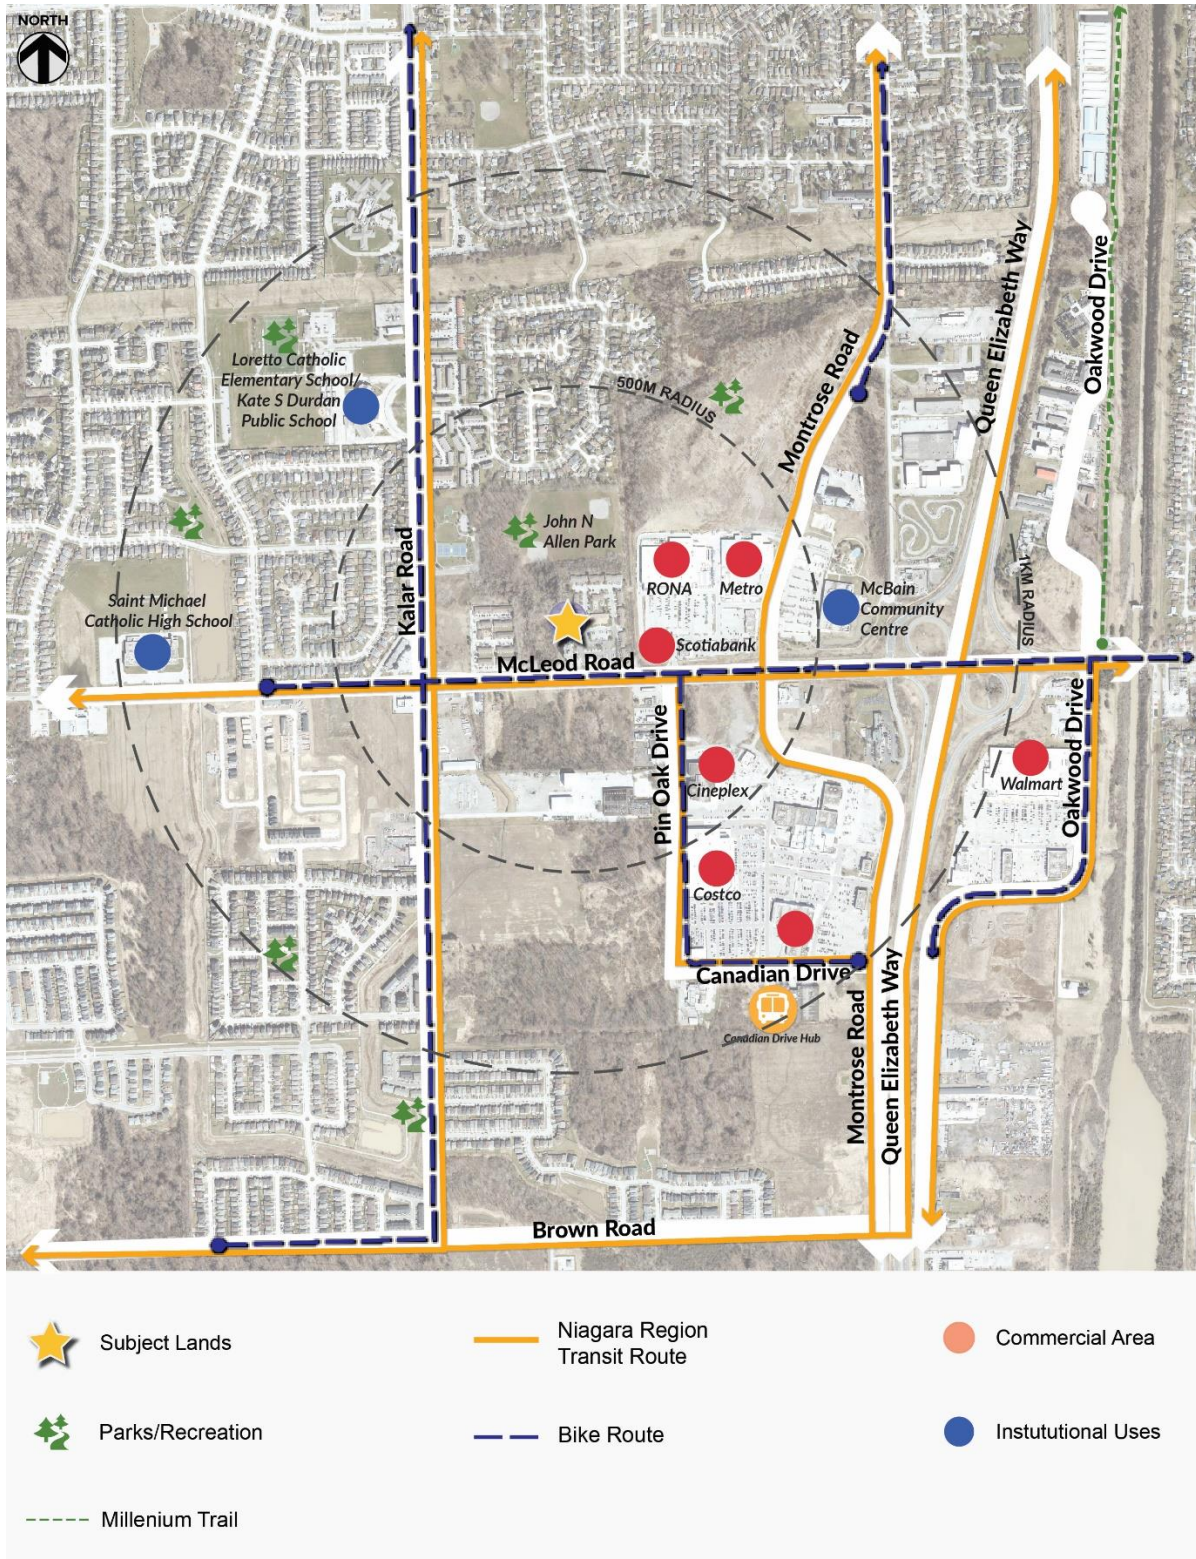 NORTH
Queen Elizabeth Way
Oakwood Drive
Montrose Road
Loretto Catholic
Elementary School/
Kate S Durdan
Public School
500M RADIUS
Kalar Road
John N
Allen Park
RONA
Metro
1KM RADIUS
McBain
Community
Centre
Saint Michael
Catholic High School
Scotiabank
McLeod Road
Pin Oak Drive
Cineplex
Oakwood Drive
Walmart
Costco
Canadian Drive
Canadian Drive Hub
Montrose Road
Queen Elizabeth Way
Brown Road
Subject Lands
Niagara Region
Transit Route
Commercial Area
Parks/Recreation
Bike Route
Instutional Uses
Millenium Trail